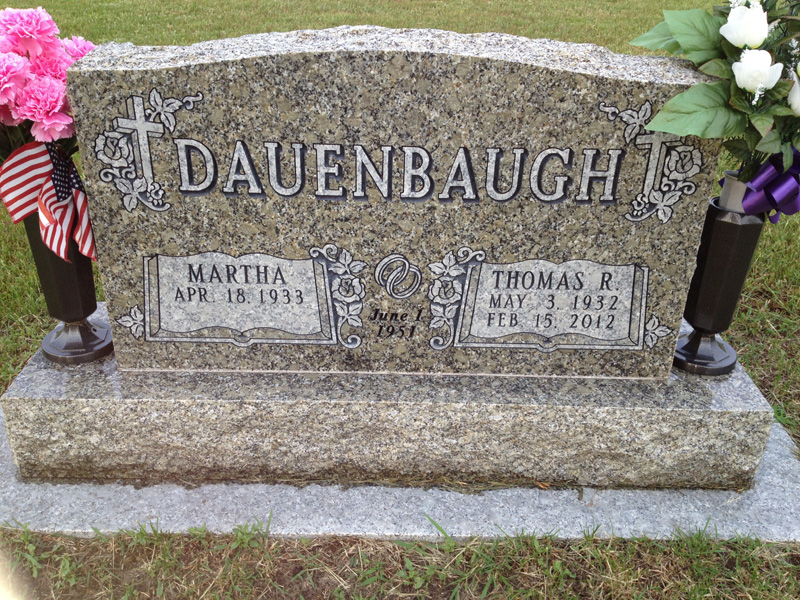 DAUENBAUGH
MARTHA
APR. 18. 1933
June 1
1951
THOMAS R.
MAY 3, 1932
FEB 15, 2012